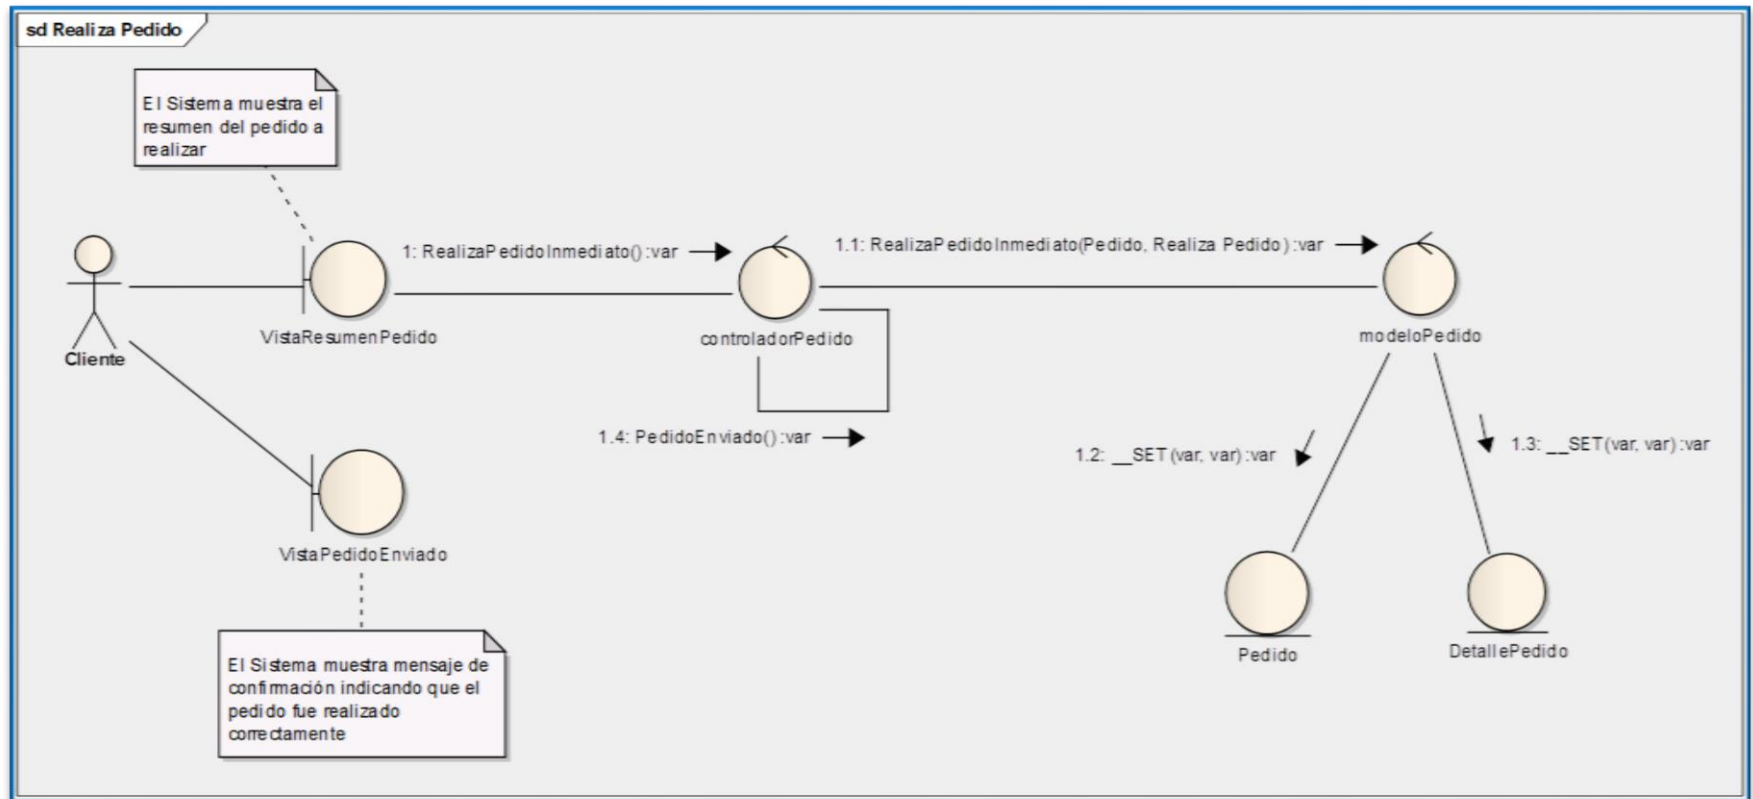 sd Realiza Pedido
El Sistema muestra el
resumen del pedido a
realizar
1: RealizaPedidoInmediato() :var
1.1: RealizaPedidoInmediato(Pedido, Realiza Pedido) :var
Cliente
VistaResumenPedido
controladorPedido
modeloPedido
1.4: PedidoEnviado() :var
1.2: __SET(var, var) :var
1.3: __SET(var, var) :var
VistaPedidoEnviado
Pedido
DetallePedido
El Sistema muestra mensaje de
confirmación indicando que el
pedido fue realizado
correctamente